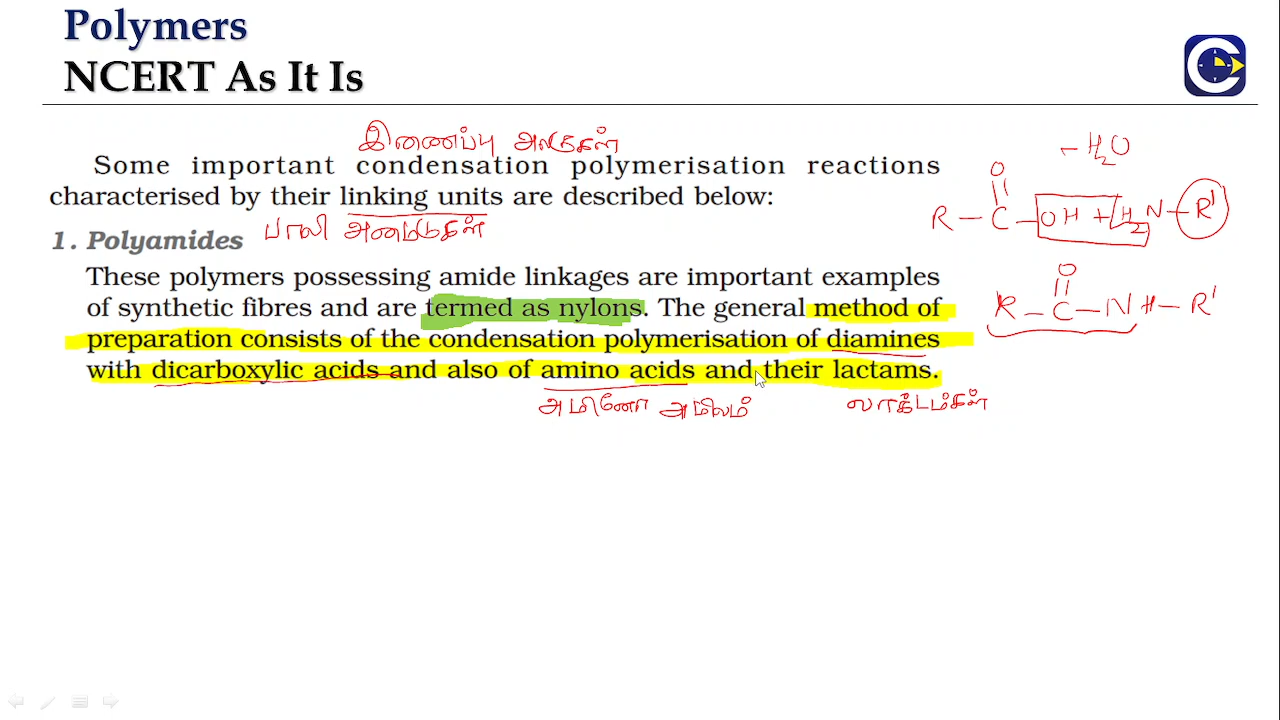 Polymers
NCERT As It Is
இணைப்பு அலகுகள்
Some important condensation polymerisation reactions
characterised by their linking units are described below:
1. Polyamides
பாலி அமைடுகள்
These polymers possessing amide linkages are important examples
of synthetic fibres and are termed as nylons. The general method of
preparation consists of the condensation polymerisation of diamines
with dicarboxylic acids and also of amino acids and their lactams.
அமினோ அமிலம்
லாக்டம்கள்
- H2O
O
R - C - OH + H2N - R'
O
R - C - NH - R'